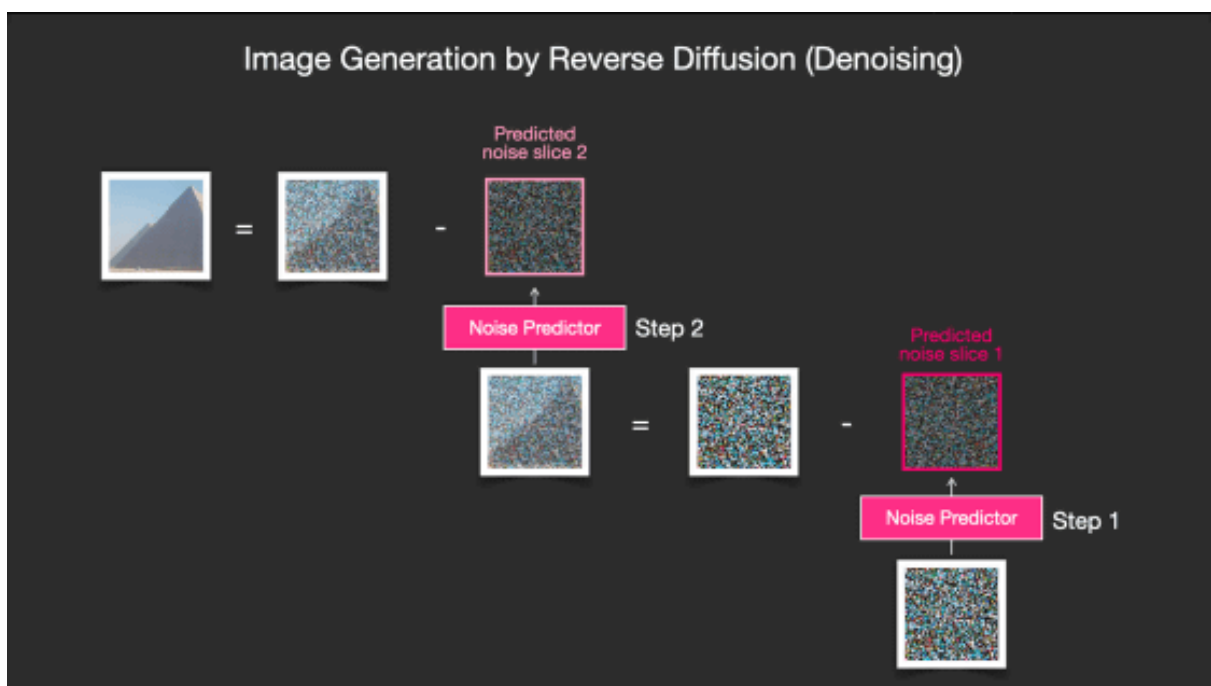 Image Generation by Reverse Diffusion (Denoising)
Predicted
noise slice 2
=
-
Noise Predictor
Step 2
Predicted
noise slice 1
=
-
Noise Predictor
Step 1